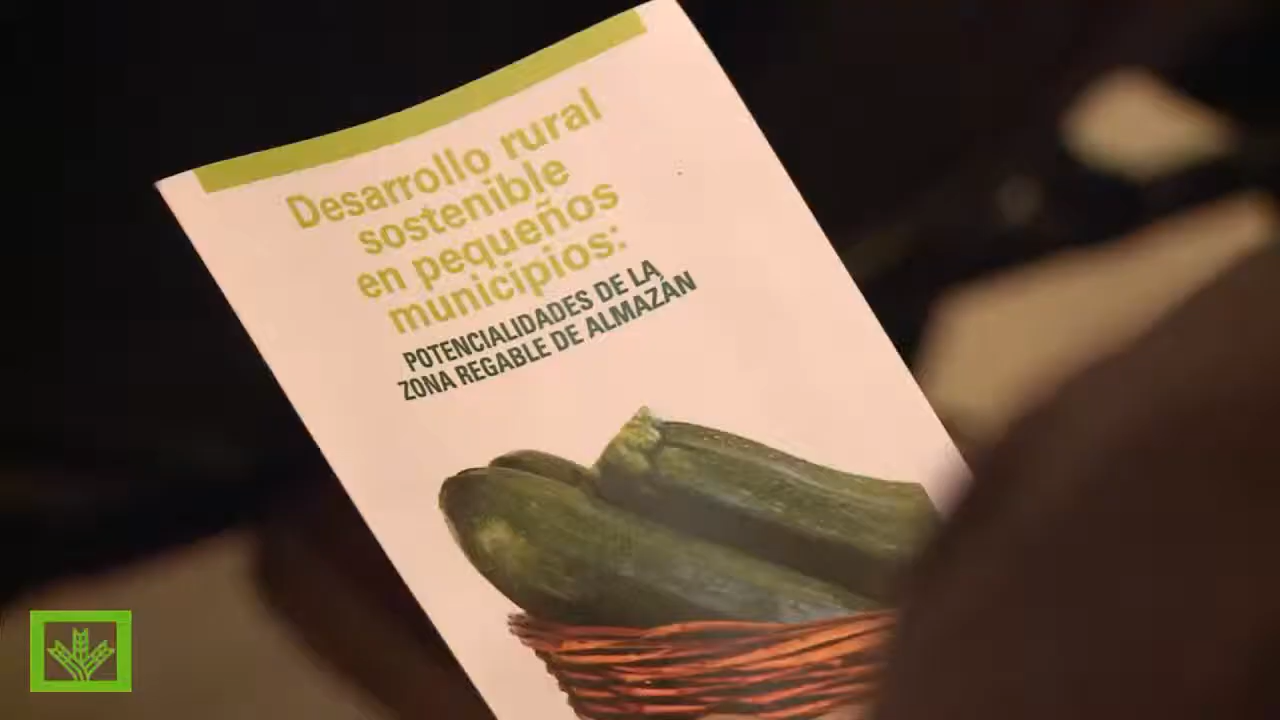 Desarrollo rural
sostenible
en pequeños
municipios:
POTENCIALIDADES DE LA
ZONA REGABLE DE ALMAZÁN